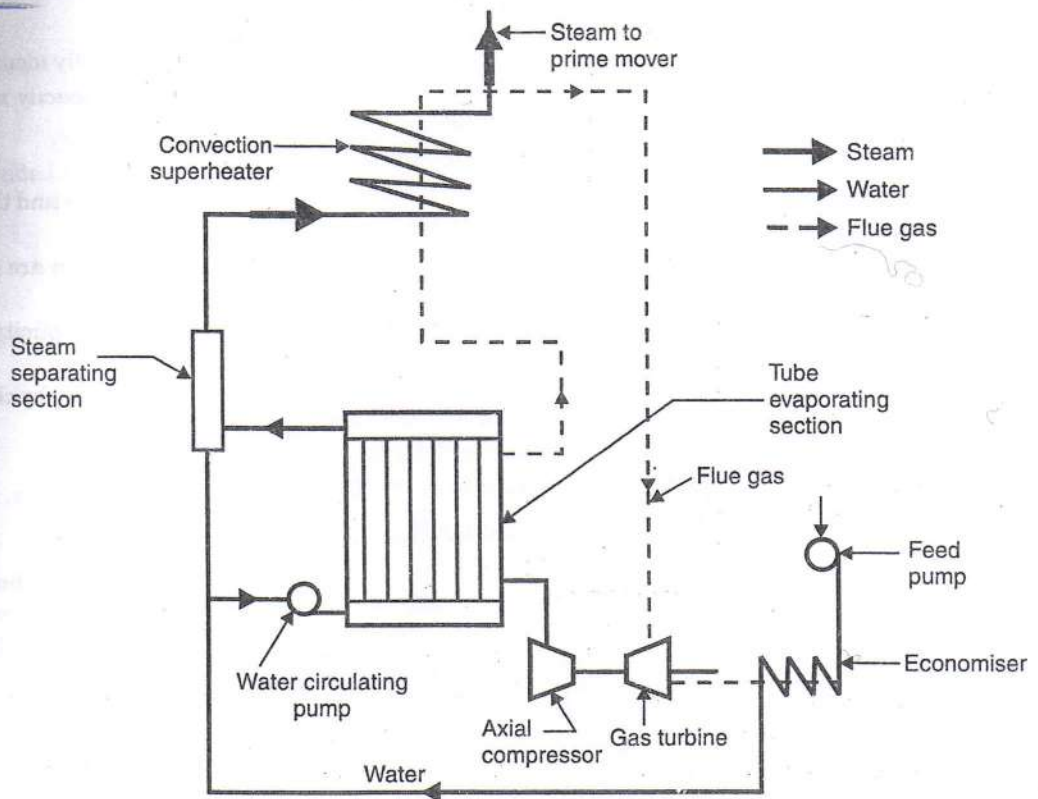 Steam to
prime mover
Convection
superheater
Steam
Water
Flue gas
Steam
separating
section
Tube
evaporating
section
Flue gas
Feed
pump
Economiser
Water circulating
pump
Axial
compressor
Gas turbine
Water